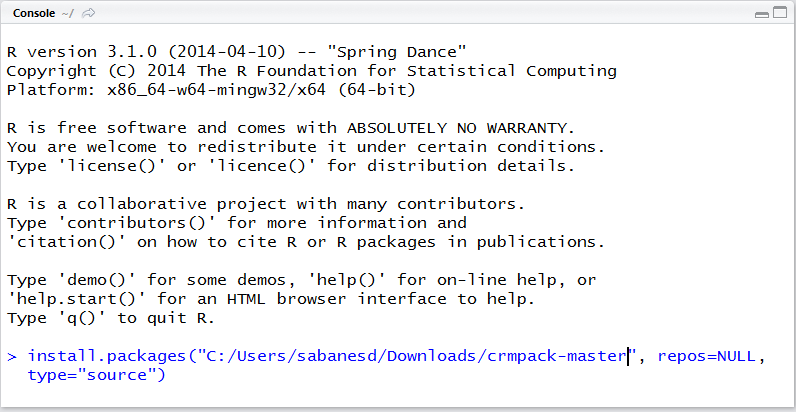 Console ~/
R version 3.1.0 (2014-04-10) -- "Spring Dance"
Copyright (C) 2014 The R Foundation for Statistical Computing
Platform: x86_64-w64-mingw32/x64 (64-bit)
R is free software and comes with ABSOLUTELY NO WARRANTY.
You are welcome to redistribute it under certain conditions.
Type 'license()' or 'licence()' for distribution details.
R is a collaborative project with many contributors.
Type 'contributors()' for more information and
'citation()' on how to cite R or R packages in publications.
Type 'demo()' for some demos, 'help()' for on-line help, or
'help.start()' for an HTML browser interface to help.
Type 'q()' to quit R.
> install.packages("C:/Users/sabanesd/Downloads/crmpack-master", repos=NULL,
type="source")